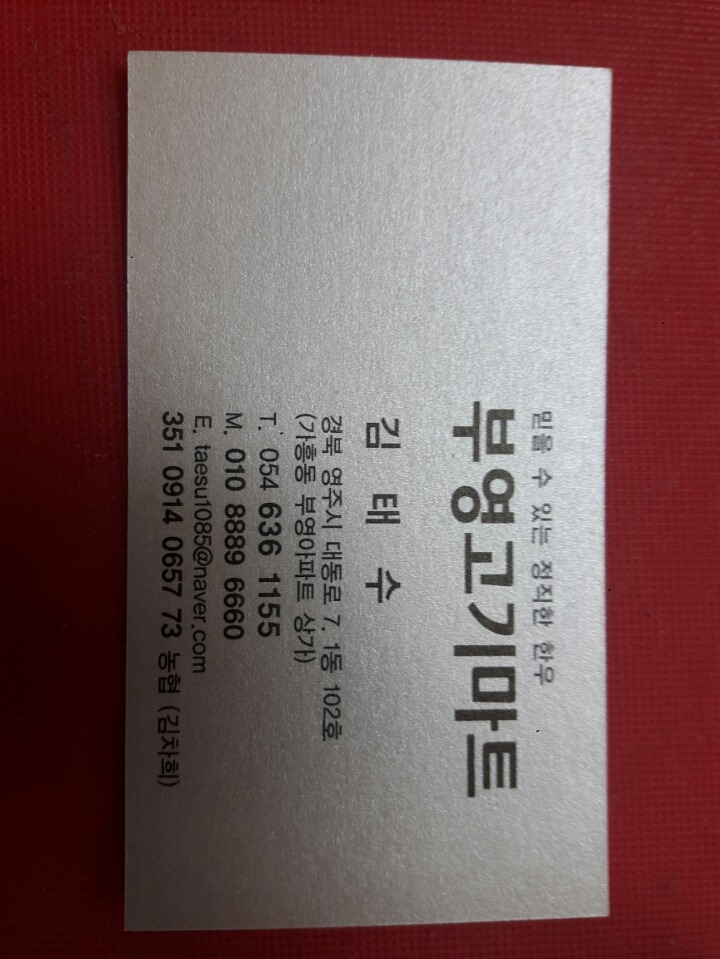 믿을 수 있는 정직한 한우
부영고기마트
김 태 수
경북 영주시 대동로 7. 1동 102호
(가흥동 부영아파트 상가)
T. 054 636 1155
M. 010 8889 6660
E. taesu1085@naver.com
351 0914 0657 73 농협 (김차희)